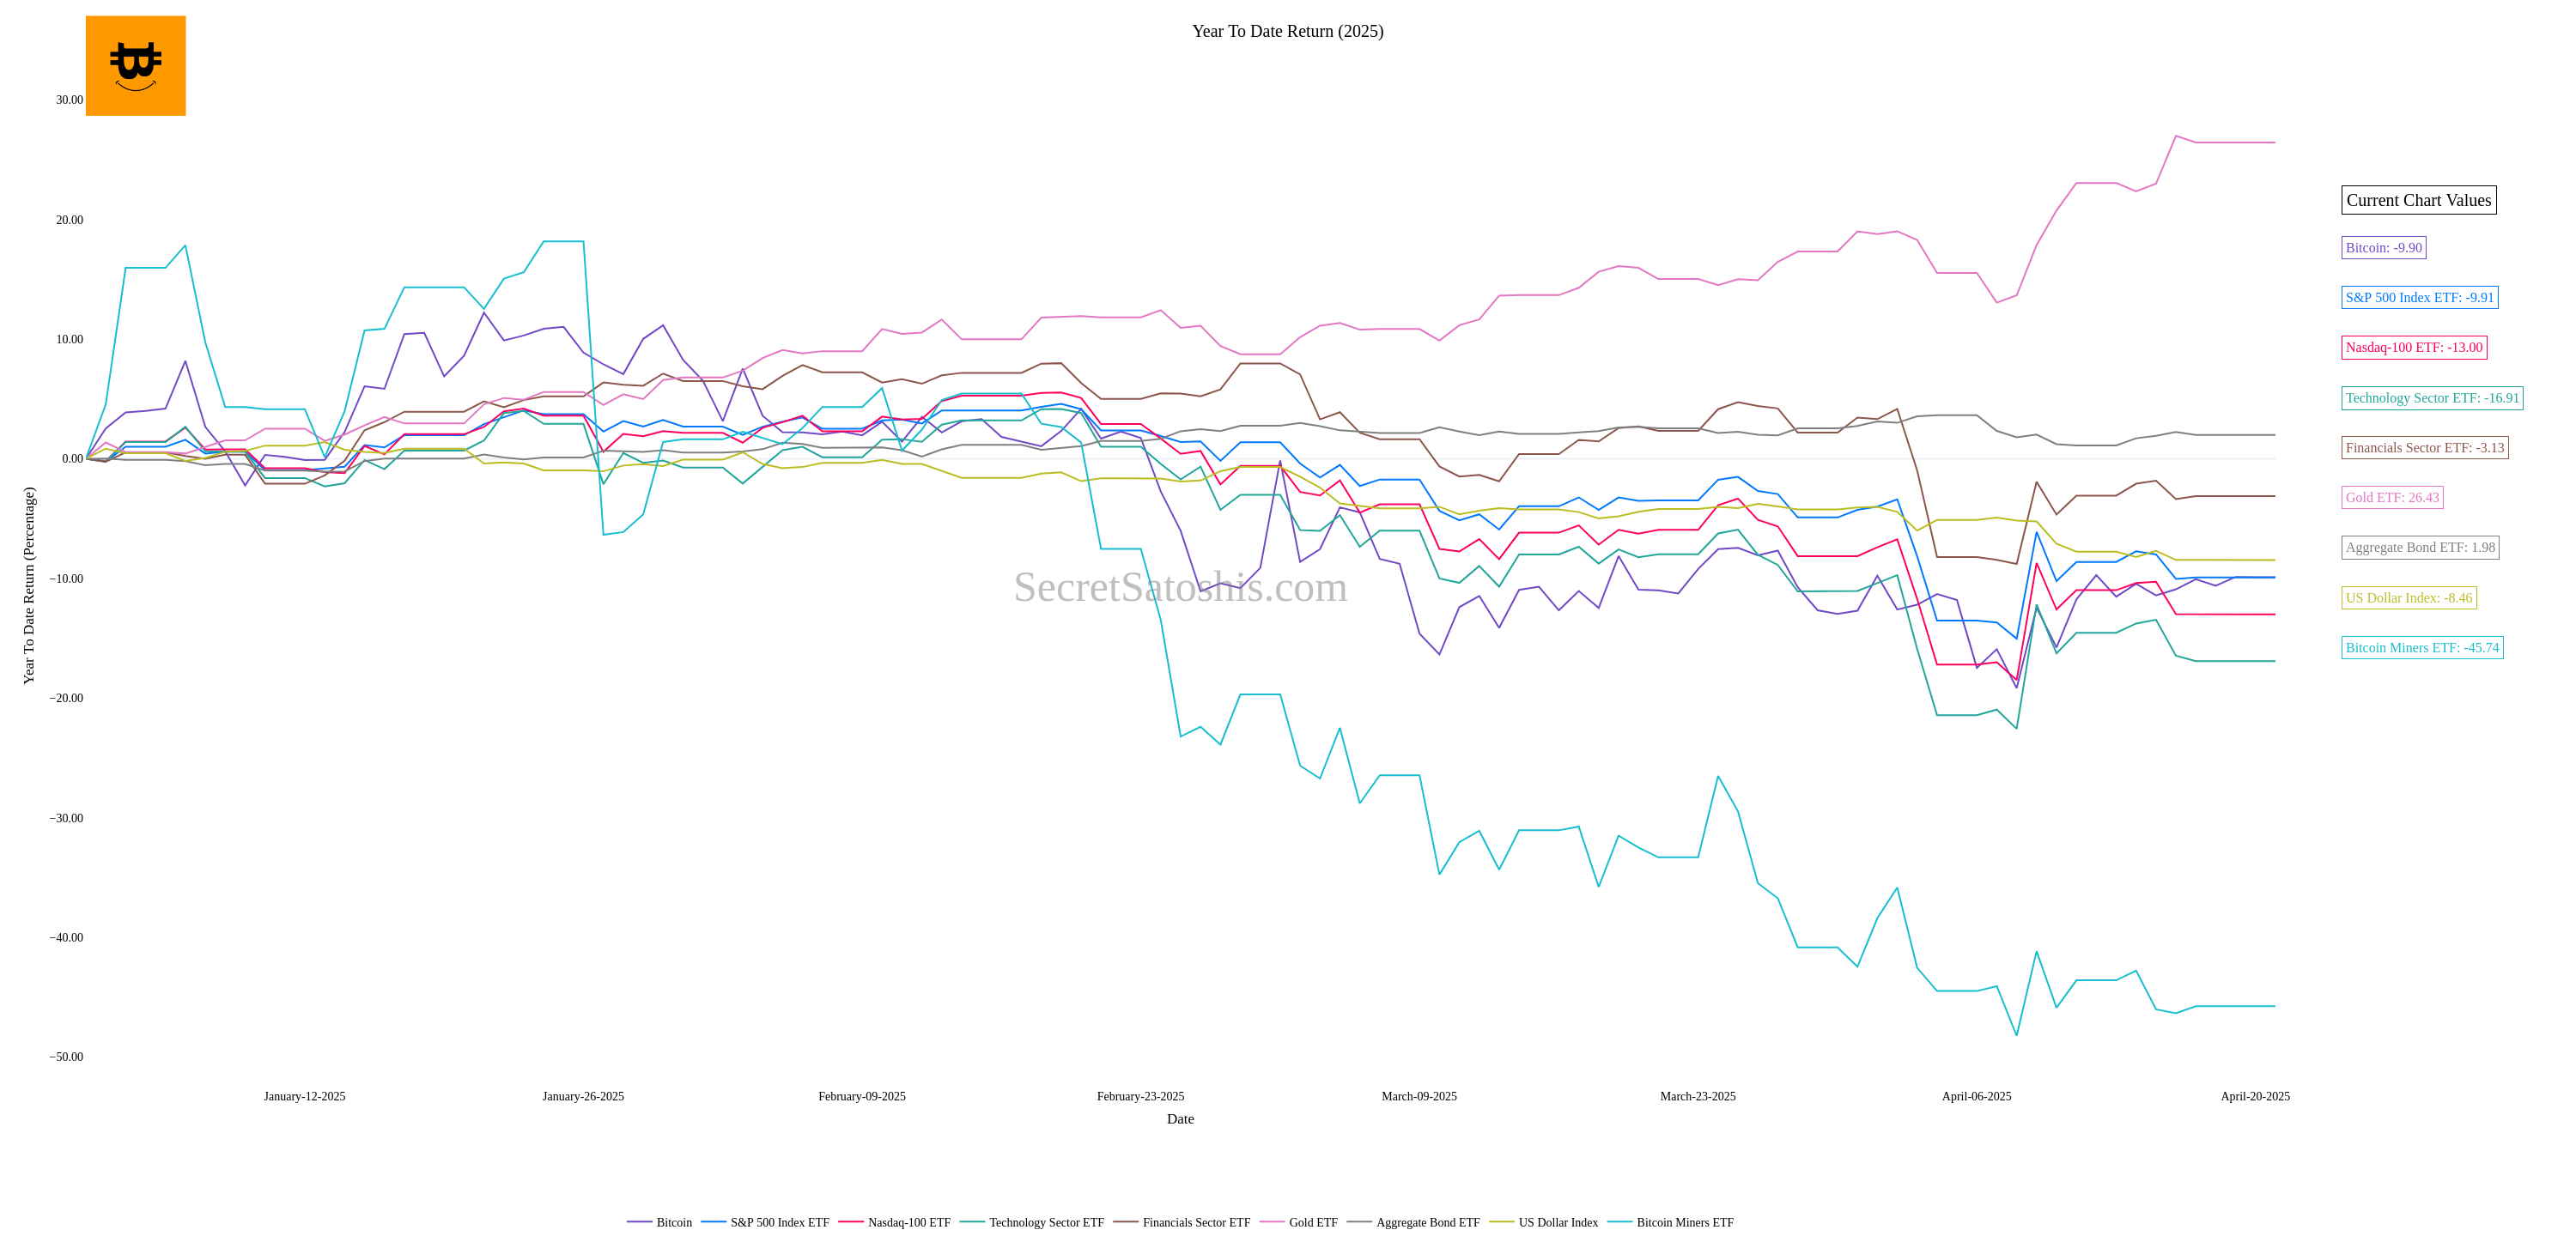 Year To Date Return (2025)
30.00
20.00
10.00
0.00
−10.00
−20.00
−30.00
−40.00
−50.00
Year To Date Return (Percentage)
SecretSatoshis.com
January-12-2025
January-26-2025
February-09-2025
February-23-2025
March-09-2025
March-23-2025
April-06-2025
April-20-2025
Date
Current Chart Values
Bitcoin: -9.90
S&P 500 Index ETF: -9.91
Nasdaq-100 ETF: -13.00
Technology Sector ETF: -16.91
Financials Sector ETF: -3.13
Gold ETF: 26.43
Aggregate Bond ETF: 1.98
US Dollar Index: -8.46
Bitcoin Miners ETF: -45.74
Bitcoin
S&P 500 Index ETF
Nasdaq-100 ETF
Technology Sector ETF
Financials Sector ETF
Gold ETF
Aggregate Bond ETF
US Dollar Index
Bitcoin Miners ETF